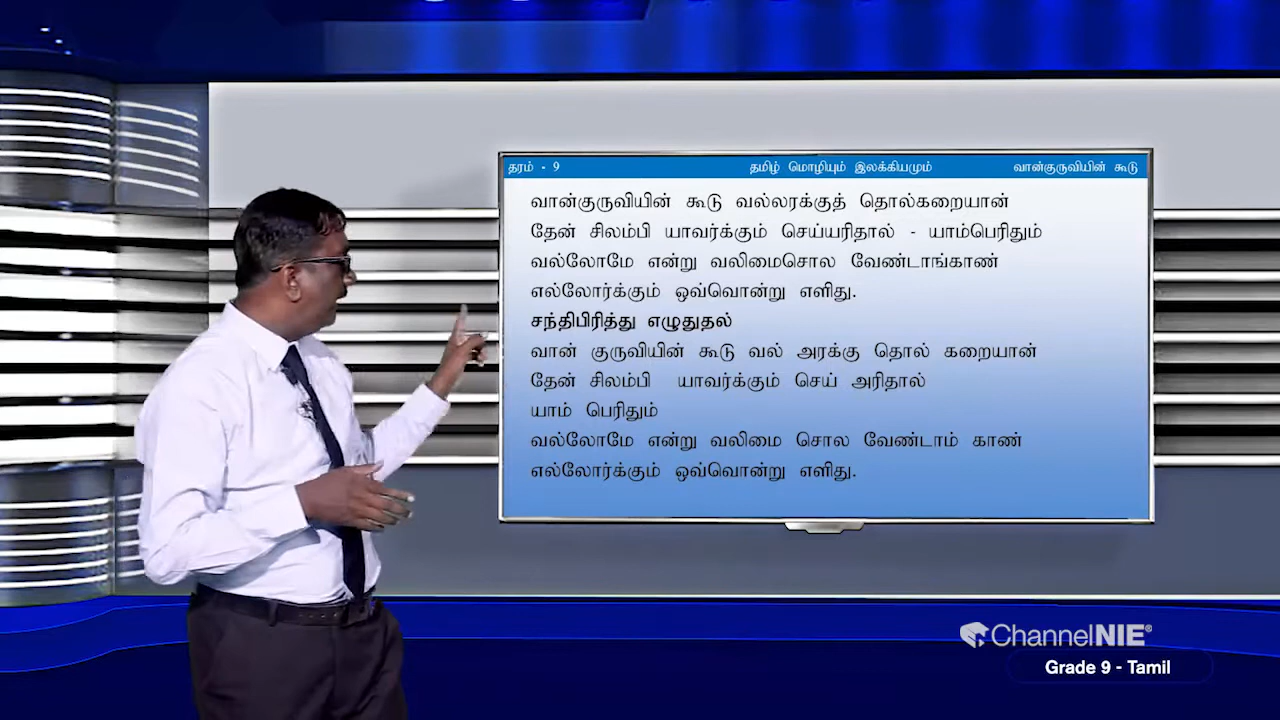 தரம் - 9 தமிழ் மொழியும் இலக்கியமும் வான்குருவியின் கூடு
வான்குருவியின் கூடு வல்லரக்குத் தொல்கறையான்
தேன் சிலம்பி யாவர்க்கும் செய்யரிதால் - யாம்பெரிதும்
வல்லோமே என்று வலிமைசொல வேண்டாங்காண்
எல்லோர்க்கும் ஒவ்வொன்று எளிது.
சந்திபிரித்து எழுதுதல்
வான் குருவியின் கூடு வல் அரக்கு தொல் கறையான்
தேன் சிலம்பி யாவர்க்கும் செய் அரிதால்
யாம் பெரிதும்
வல்லோமே என்று வலிமை சொல வேண்டாம் காண்
எல்லோர்க்கும் ஒவ்வொன்று எளிது.
ChannelNIE®
Grade 9 - Tamil